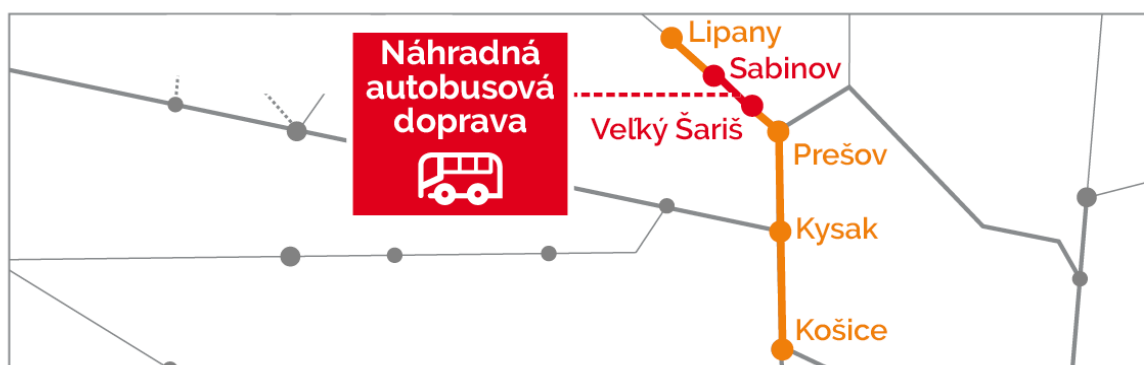 Náhradná
autobusová
doprava
Lipany
Sabinov
Veľký Šariš
Prešov
Kysak
Košice